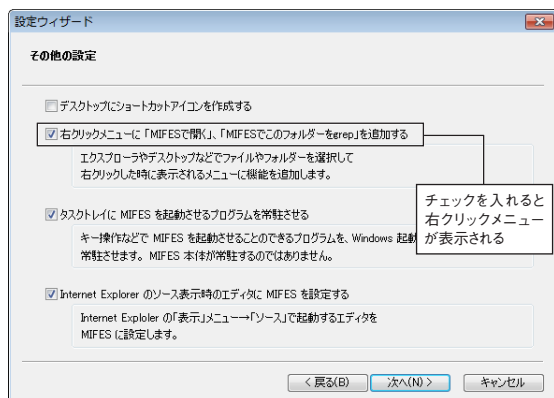 設定ウィザード
その他の設定
デスクトップにショートカットアイコンを作成する
右クリックメニューに「MIFESで開く」、「MIFESでこのフォルダーをgrep」を追加する
エクスプローラやデスクトップなどでファイルやフォルダーを選択して
右クリックした時に表示されるメニューに機能を追加します。
チェックを入れると
右クリックメニュー
が表示される
タスクトレイに MIFES を起動させるプログラムを常駐させる
キー操作などで MIFES を起動させることのできるプログラムを、Windows 起動
常駐させます。MIFES 本体が常駐するのではありません。
Internet Explorer のソース表示時のエディタに MIFES を設定する
Internet Exploler の「表示」メニュー→「ソース」で起動するエディタを
MIFES に設定します。
< 戻る(B)
次へ(N) >
キャンセル